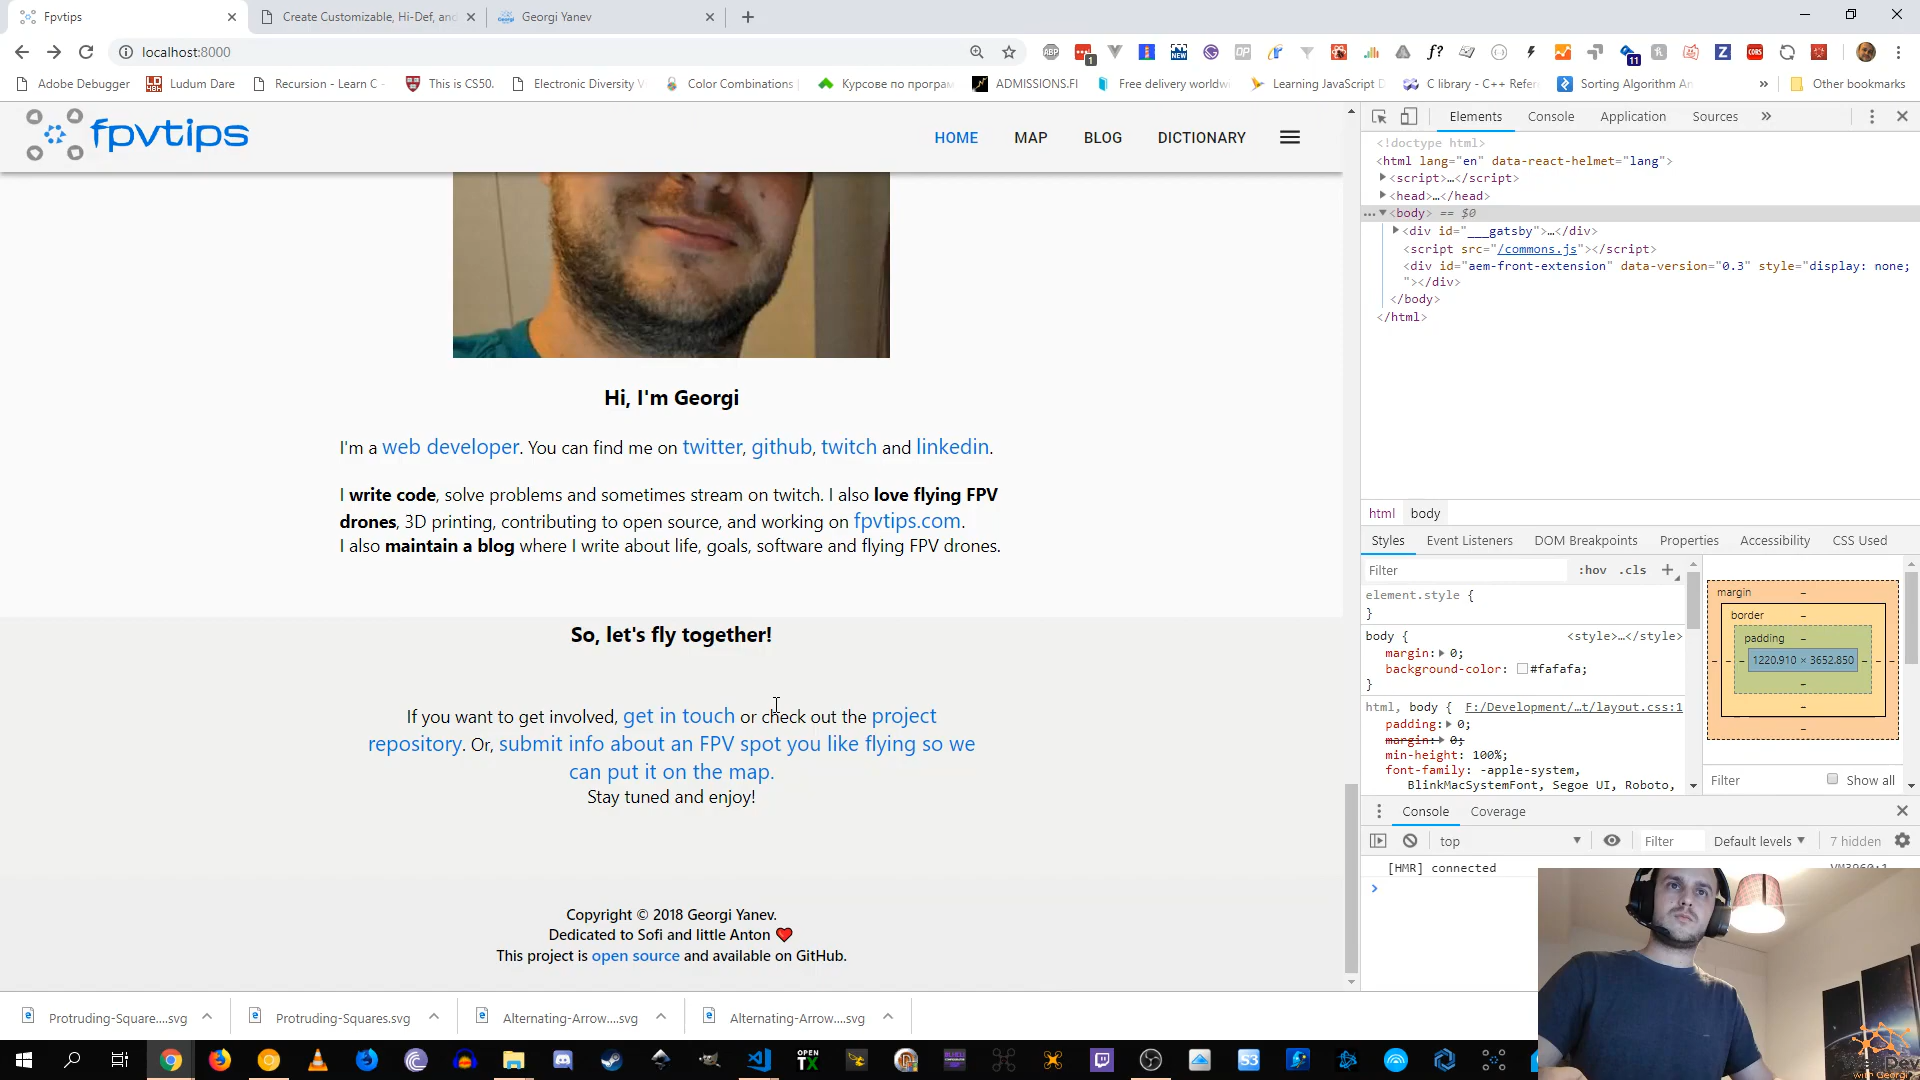 Fpvtips
Create Customizable, Hi-Def, and
Georgi Yanev
localhost:8000
Adobe Debugger
Ludum Dare
Recursion - Learn C -
This is CS50.
Electronic Diversity
Color Combinations
Курсове по програм
ADMISSIONS.FI
Free delivery worldw
Learning JavaScript
C library - C++ Refer
Sorting Algorithm An
Other bookmarks
fpvtips
HOME
MAP
BLOG
DICTIONARY
Hi, I'm Georgi
I'm a web developer. You can find me on twitter, github, twitch and linkedin.
I write code, solve problems and sometimes stream on twitch. I also love flying FPV
drones, 3D printing, contributing to open source, and working on fpvtips.com.
I also maintain a blog where I write about life, goals, software and flying FPV drones.
So, let's fly together!
If you want to get involved, get in touch or check out the project
repository. Or, submit info about an FPV spot you like flying so we
can put it on the map.
Stay tuned and enjoy!
Copyright © 2018 Georgi Yanev.
Dedicated to Sofi and little Anton ❤
This project is open source and available on GitHub.
Elements
Console
Application
Sources
<!doctype html>
<html lang="en" data-react-helmet="lang">
<script>…</script>
<head>…</head>
<body> == $0
<div id="___gatsby">…</div>
<script src="/commons.js"></script>
<div id="aem-front-extension" data-version="0.3" style="display: none;
"></div>
</body>
</html>
html
body
Styles
Event Listeners
DOM Breakpoints
Properties
Accessibility
CSS Used
Filter
:hov
.cls
element.style {
}
body {
<style>…</style>
margin: 0;
background-color: #fafafa;
}
html, body {
F:/Development/…t/layout.css:1
padding: 0;
margin: 0;
min-height: 100%;
font-family: -apple-system,
BlinkMacSystemFont, Segoe UI, Roboto,
margin
border
padding
1220.910 × 3652.850
Filter
Show all
Console
Coverage
top
Filter
Default levels
7 hidden
[HMR] connected
Protruding-Square....svg
Protruding-Squares.svg
Alternating-Arrow....svg
Alternating-Arrow....svg